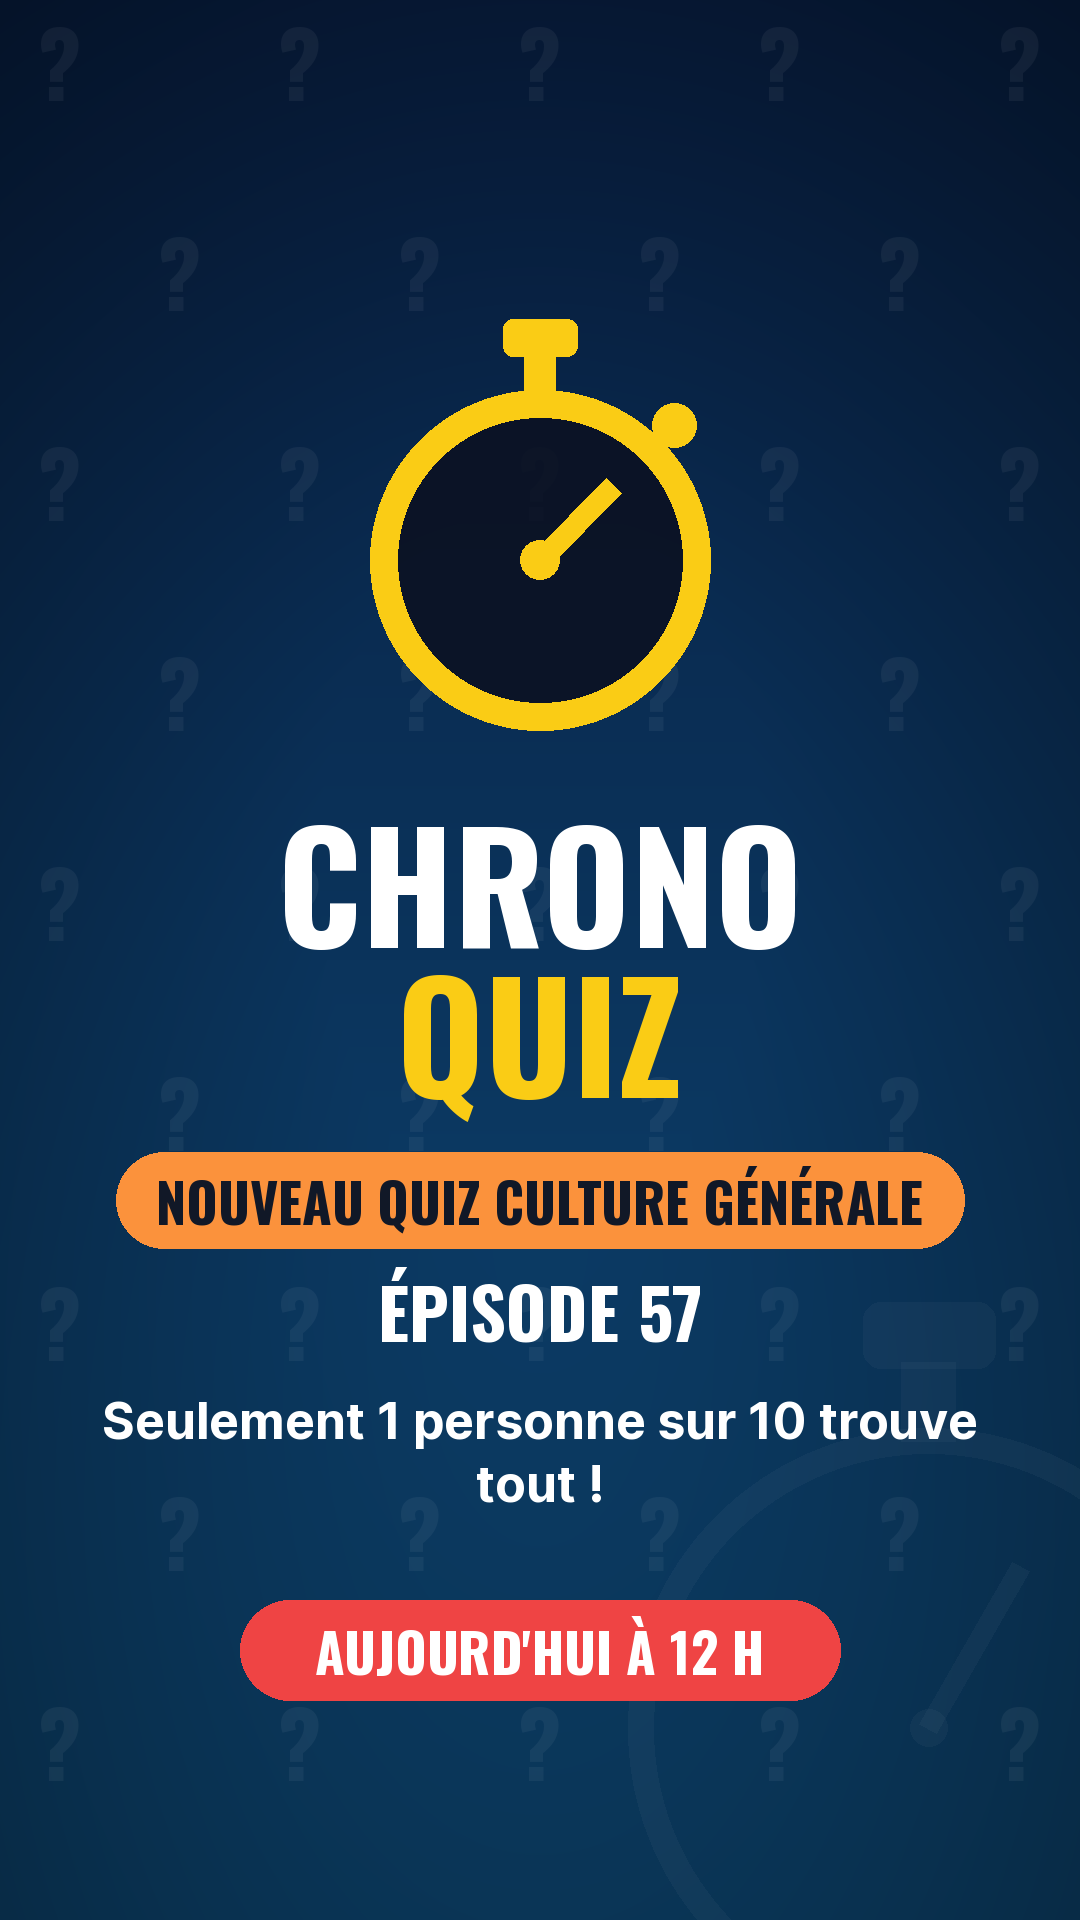 CHRONO
QUIZ
NOUVEAU QUIZ CULTURE GÉNÉRALE
ÉPISODE 57
Seulement 1 personne sur 10 trouve
tout !
AUJOURD'HUI À 12 H